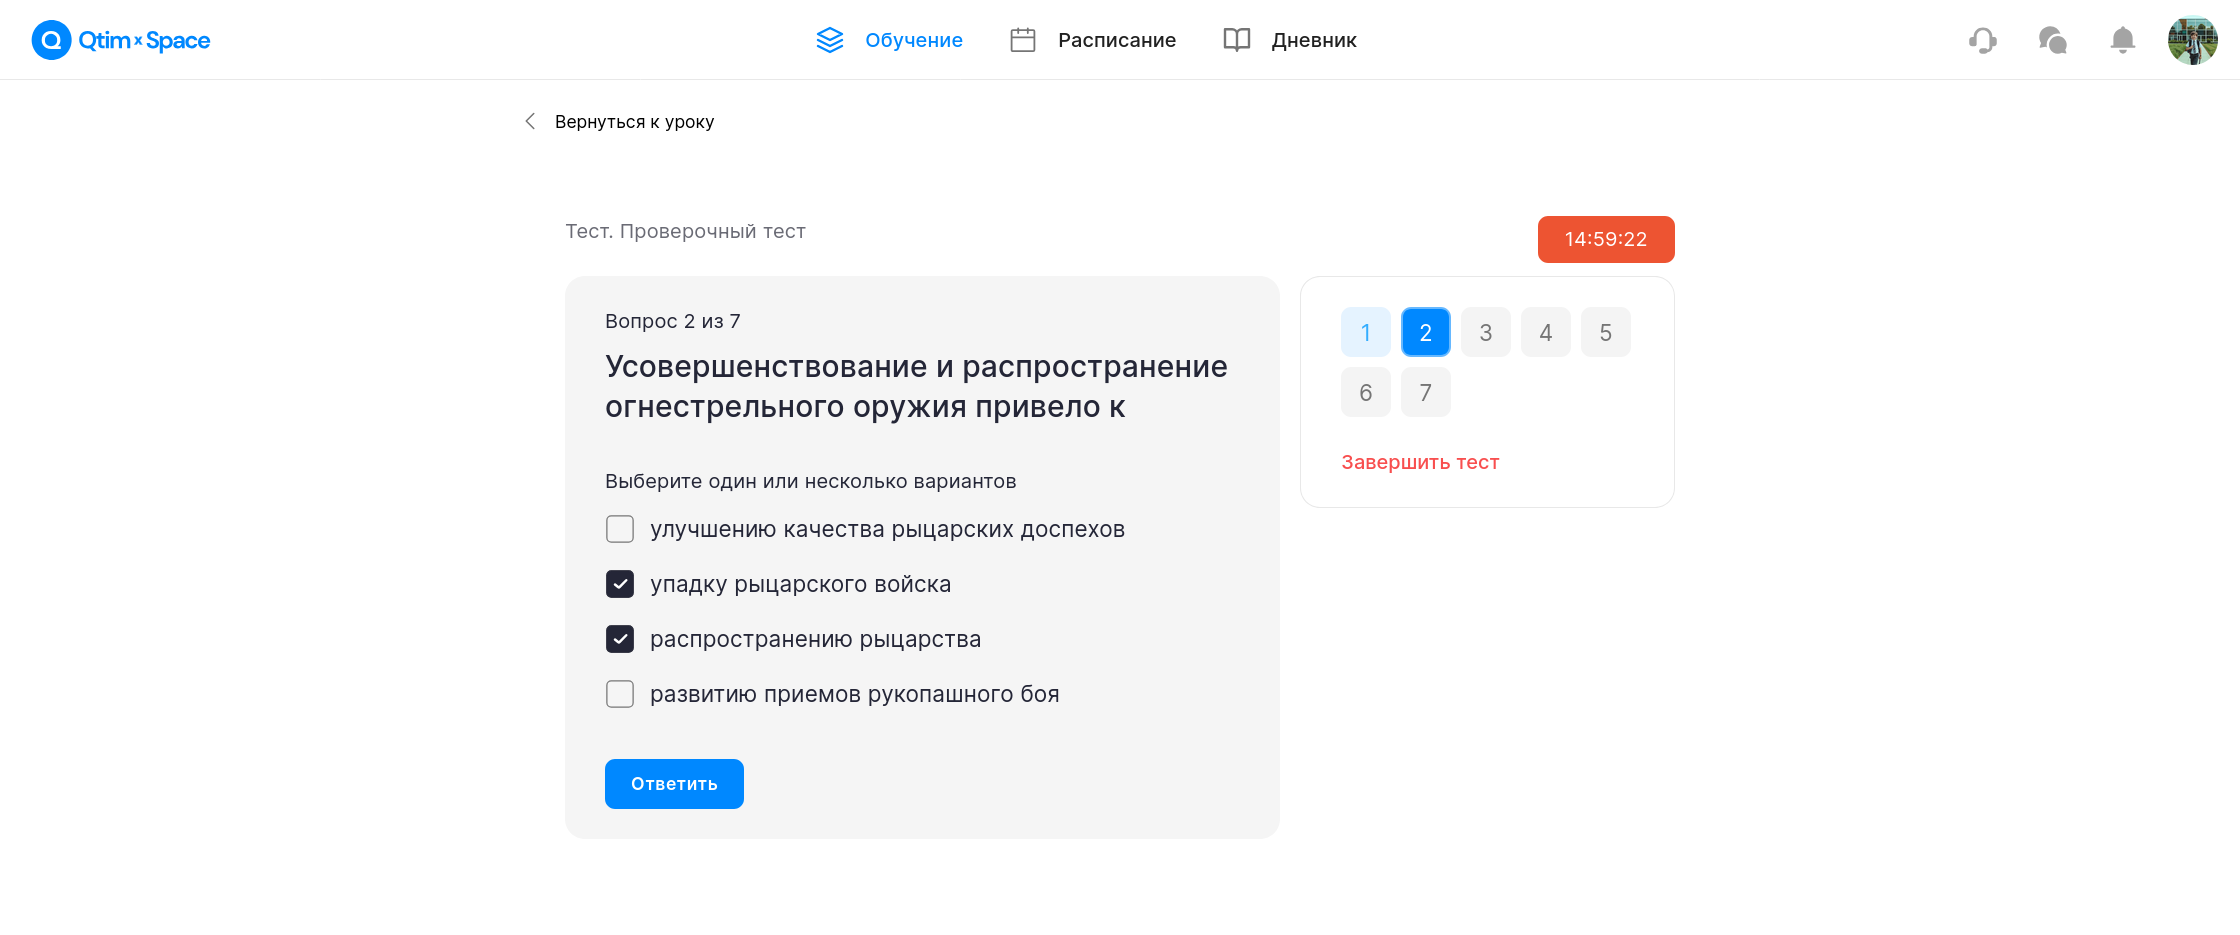 Qtim x Space
Обучение
Расписание
Дневник
Вернуться к уроку
Тест. Проверочный тест
14:59:22
Вопрос 2 из 7
Усовершенствование и распространение
огнестрельного оружия привело к
Выберите один или несколько вариантов
улучшению качества рыцарских доспехов
упадку рыцарского войска
распространению рыцарства
развитию приемов рукопашного боя
Ответить
1 2 3 4 5
6 7
Завершить тест